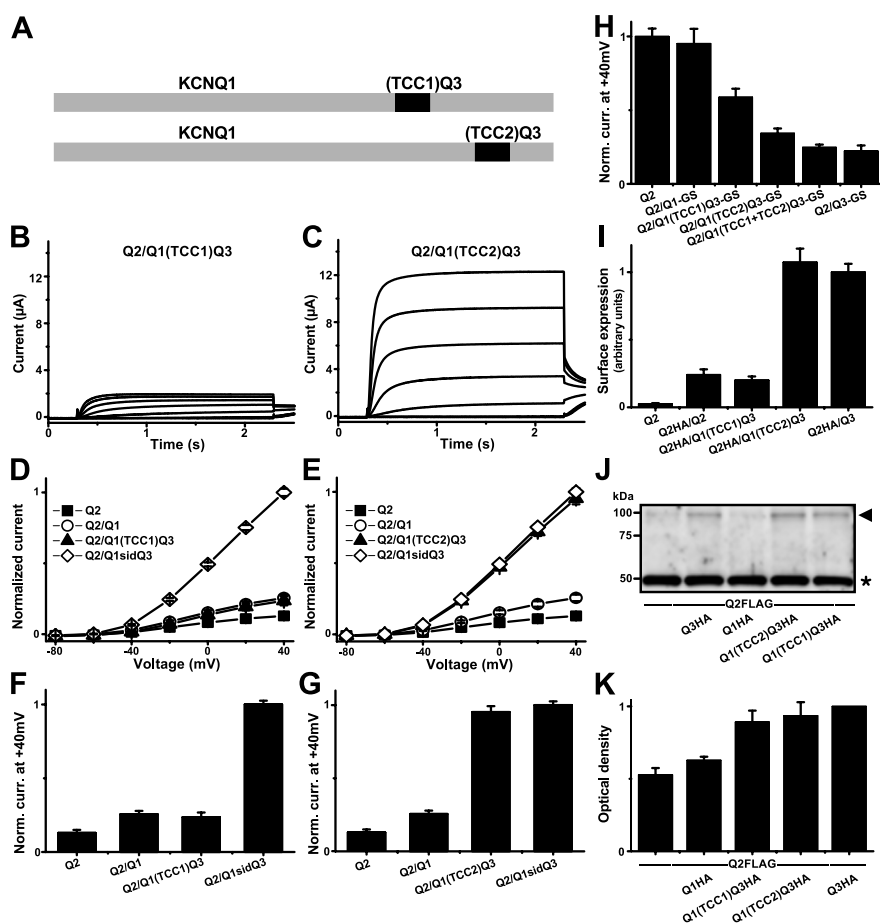 A
KCNQ1
(TCC1)Q3
KCNQ1
(TCC2)Q3
B
Q2/Q1(TCC1)Q3
Current (µA)
12
8
4
0
0
1
2
Time (s)
C
Q2/Q1(TCC2)Q3
Current (µA)
12
8
4
0
0
1
2
Time (s)
D
Normalized current
1
0
Q2
Q2/Q1
Q2/Q1(TCC1)Q3
Q2/Q1sidQ3
-80
-40
0
40
Voltage (mV)
E
Normalized current
1
0
Q2
Q2/Q1
Q2/Q1(TCC2)Q3
Q2/Q1sidQ3
-80
-40
0
40
Voltage (mV)
F
Norm. curr. at +40mV
1
0
Q2
Q2/Q1
Q2/Q1(TCC1)Q3
Q2/Q1sidQ3
G
Norm. curr. at +40mV
1
0
Q2
Q2/Q1
Q2/Q1(TCC2)Q3
Q2/Q1sidQ3
H
Norm. curr. at +40mV
1
0
Q2
Q2/Q1-GS
Q2/Q1(TCC1)Q3-GS
Q2/Q1(TCC2)Q3-GS
Q2/Q1(TCC1+TCC2)Q3-GS
Q2/Q3-GS
I
Surface expression
(arbitrary units)
1
0
Q2
Q2HA/Q2
Q2HA/Q1(TCC1)Q3
Q2HA/Q1(TCC2)Q3
Q2HA/Q3
J
kDa
100
75
50
*
Q2FLAG
Q3HA
Q1HA
Q1(TCC2)Q3HA
Q1(TCC1)Q3HA
K
Optical density
1
0
Q2FLAG
Q1HA
Q1(TCC1)Q3HA
Q1(TCC2)Q3HA
Q3HA